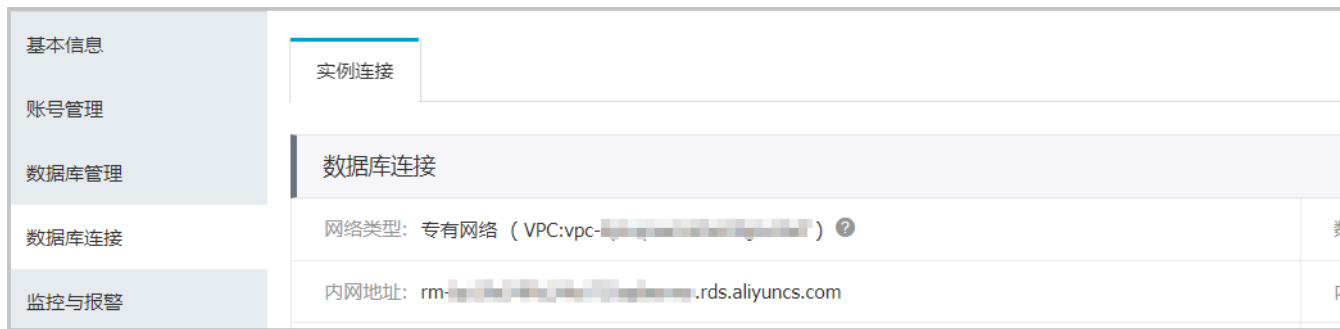 基本信息
账号管理
数据库管理
数据库连接
监控与报警
实例连接
数据库连接
网络类型: 专有网络 ( VPC:vpc- )
内网地址: rm- .rds.aliyuncs.com